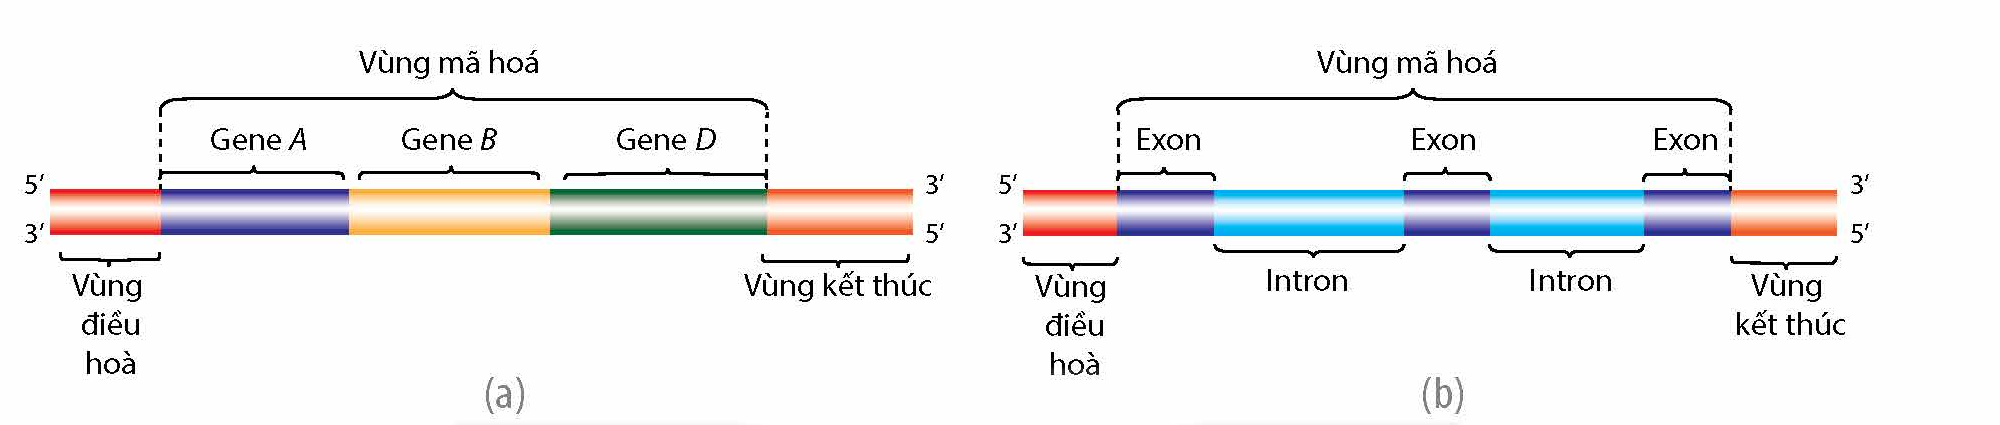 Vùng mã hoá
Gene A
Gene B
Gene D
5'
3'
3'
5'
Vùng
điều
hoà
Vùng kết thúc
(a)
Vùng mã hoá
Exon
Exon
Exon
5'
3'
3'
5'
Vùng
điều
hoà
Intron
Intron
Vùng
kết thúc
(b)